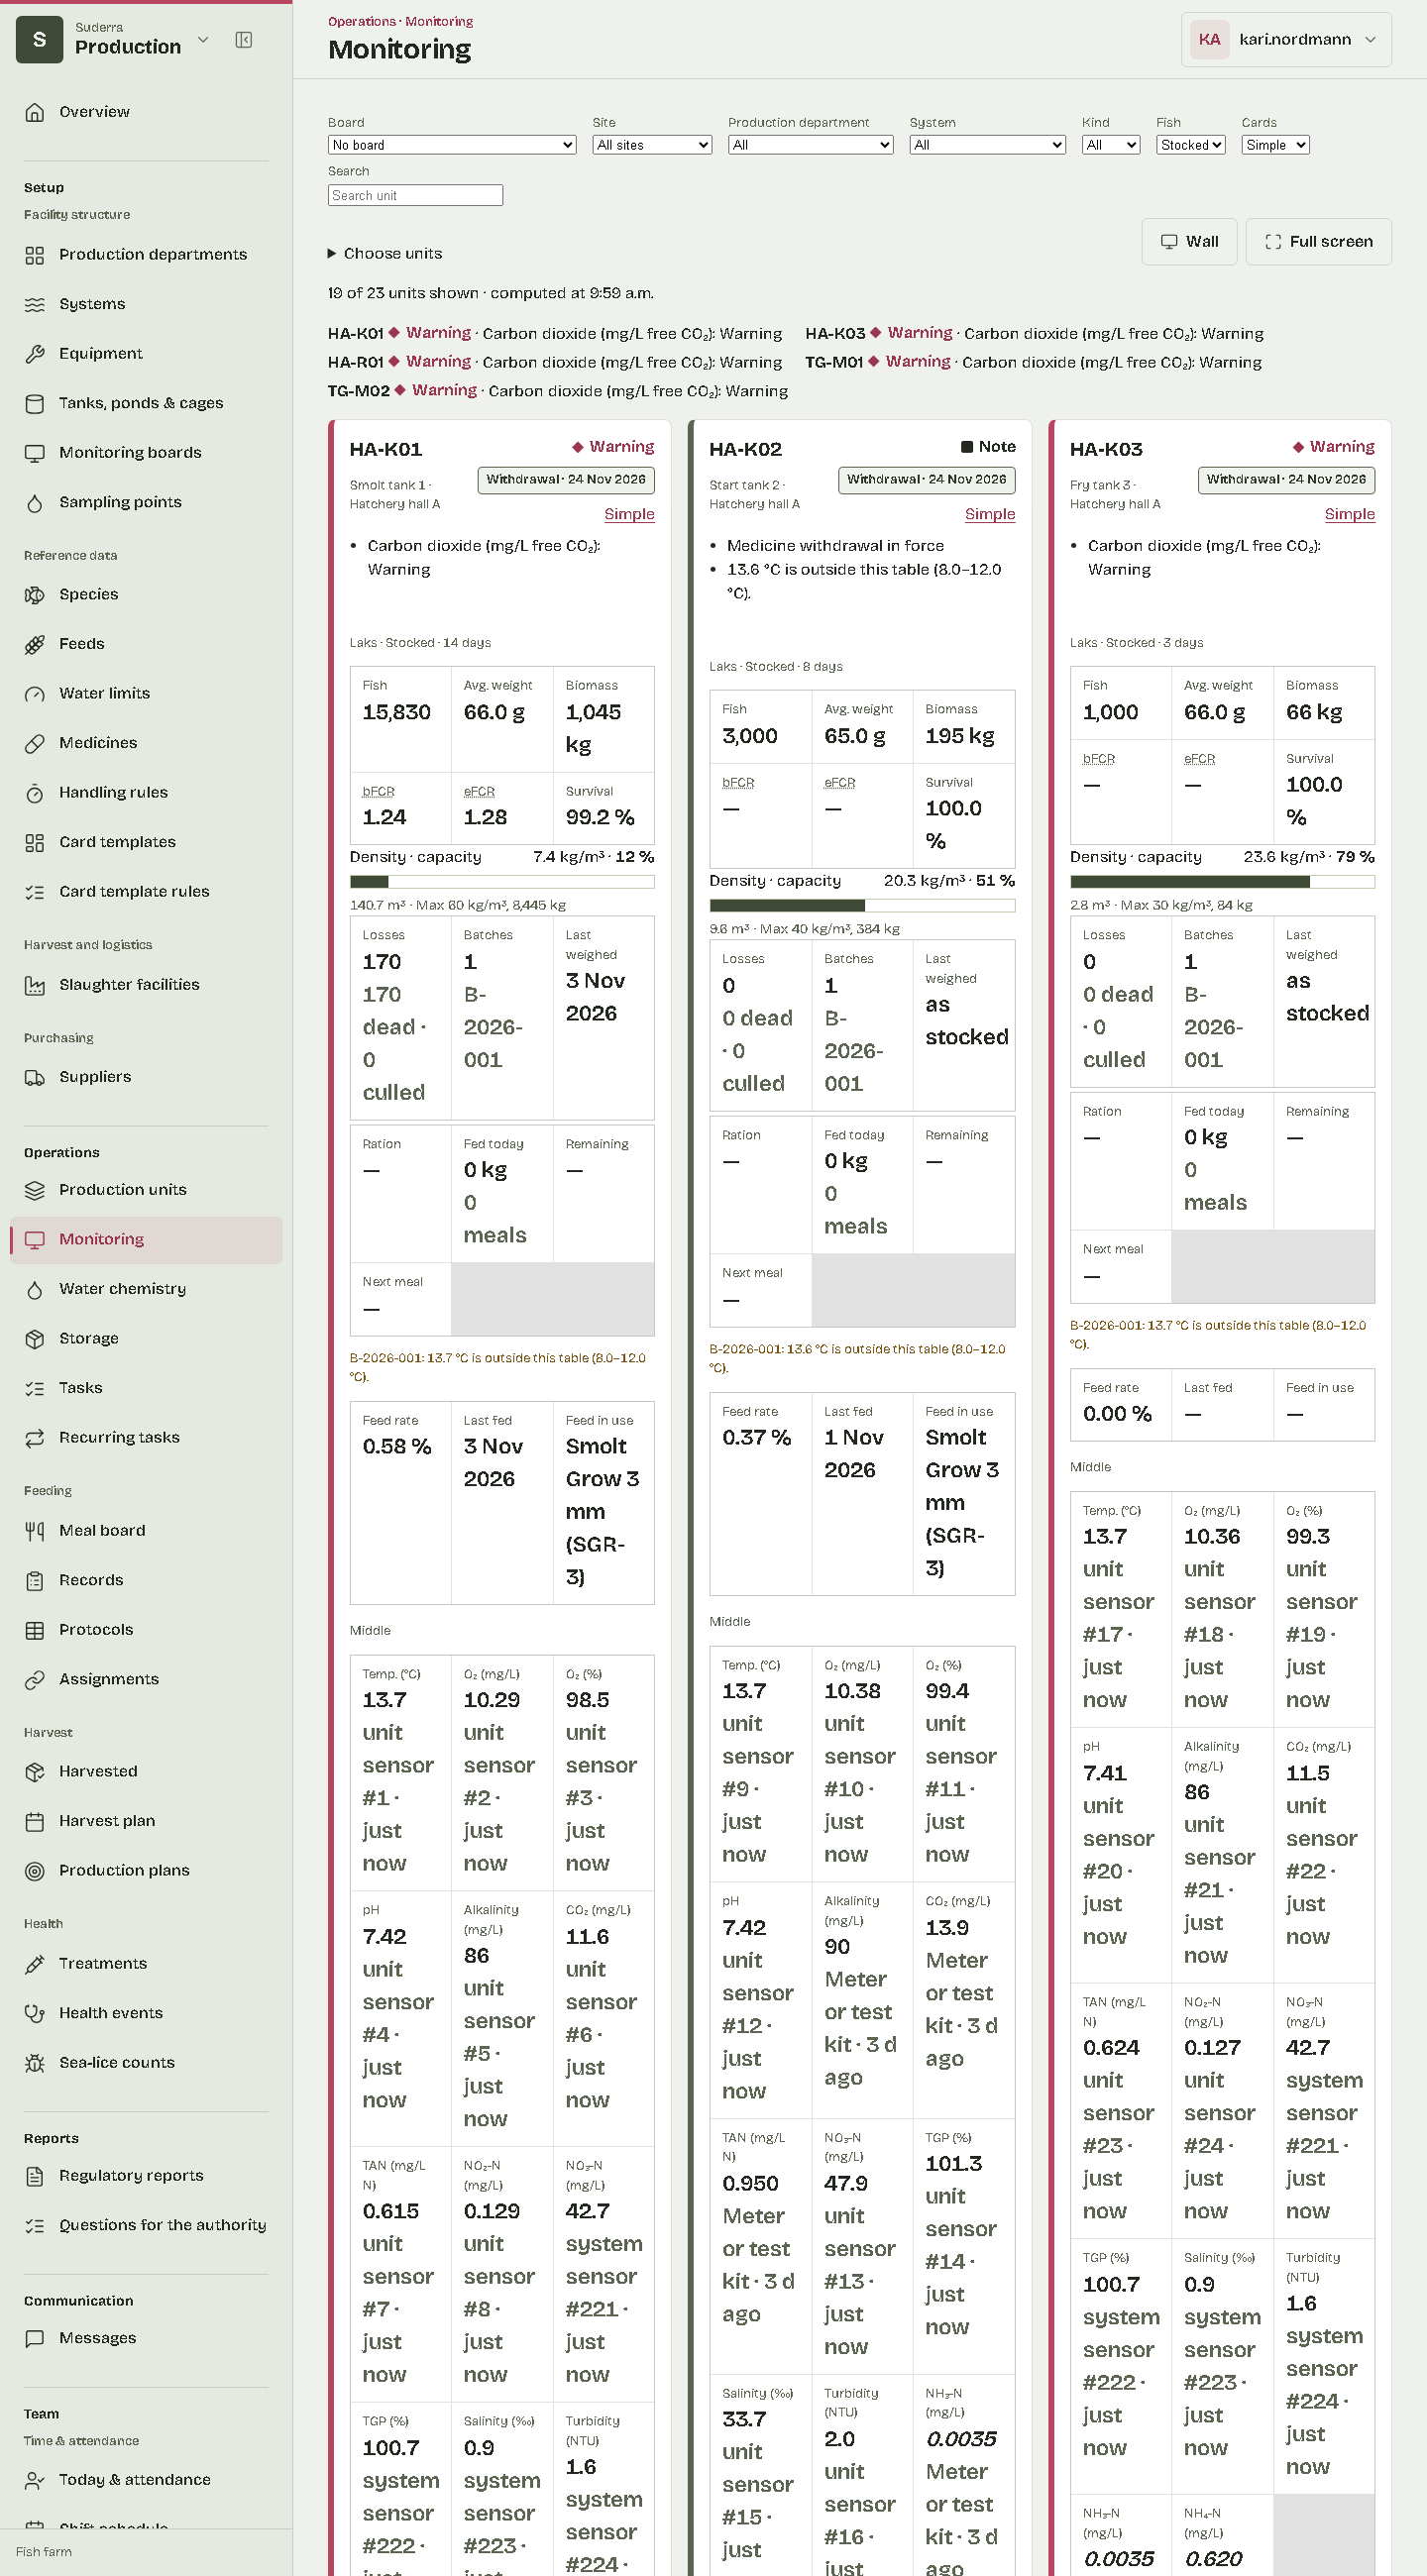 Suderra
S
Production
Overview
Setup
Facility structure
Production departments
Systems
Equipment
Tanks, ponds & cages
Monitoring boards
Sampling points
Reference data
Species
Feeds
Water limits
Medicines
Handling rules
Card templates
Card template rules
Harvest and logistics
Slaughter facilities
Purchasing
Suppliers
Operations
Production units
Monitoring
Water chemistry
Storage
Tasks
Recurring tasks
Feeding
Meal board
Records
Protocols
Assignments
Harvest
Harvested
Harvest plan
Production plans
Health
Treatments
Health events
Sea-lice counts
Reports
Regulatory reports
Questions for the authority
Communication
Messages
Team
Time & attendance
Today & attendance
Fish farm
Operations · Monitoring
Monitoring
KA kari.nordmann
Board Site Production department System Kind Fish Cards
No board All sites All All All Stocked Simple
Search
Search unit
Wall Full screen
▶ Choose units
19 of 23 units shown · computed at 9:59 a.m.
HA-K01 ◆ Warning · Carbon dioxide (mg/L free CO₂): Warning HA-K03 ◆ Warning · Carbon dioxide (mg/L free CO₂): Warning
HA-R01 ◆ Warning · Carbon dioxide (mg/L free CO₂): Warning TG-M01 ◆ Warning · Carbon dioxide (mg/L free CO₂): Warning
TG-M02 ◆ Warning · Carbon dioxide (mg/L free CO₂): Warning
HA-K01 ◆ Warning
Withdrawal · 24 Nov 2026
Smolt tank 1 ·
Hatchery hall A
Simple
• Carbon dioxide (mg/L free CO₂):
Warning
Laks · Stocked · 14 days
Fish Avg. weight Biomass
15,830 66.0 g 1,045
kg
bFCR eFCR Survival
1.24 1.28 99.2 %
Density · capacity 7.4 kg/m³ · 12 %
140.7 m³ · Max 60 kg/m³, 8,445 kg
Losses Batches Last
weighed
170 1 3 Nov
170 B- 2026
dead · 2026-
0 001
culled
Ration Fed today Remaining
— 0 kg —
0
meals
Next meal
—
B-2026-001: 13.7 °C is outside this table (8.0–12.0
°C).
Feed rate Last fed Feed in use
0.58 % 3 Nov Smolt
2026 Grow 3
mm
(SGR-
3)
Middle
Temp. (°C) O₂ (mg/L) O₂ (%)
13.7 10.29 98.5
unit unit unit
sensor sensor sensor
#1 · #2 · #3 ·
just just just
now now now
pH Alkalinity CO₂ (mg/L)
(mg/L)
7.42 86 11.6
unit unit unit
sensor sensor sensor
#4 · #5 · #6 ·
just just just
now now now
TAN (mg/L NO₂-N NO₃-N
N) (mg/L) (mg/L)
0.615 0.129 42.7
unit unit system
sensor sensor sensor
#7 · #8 · #221 ·
just just just
now now now
TGP (%) Salinity (‰) Turbidity
(NTU)
100.7 0.9 1.6
system system system
sensor sensor sensor
#222 · #223 · #224 ·
HA-K02 ■ Note
Withdrawal · 24 Nov 2026
Start tank 2 ·
Hatchery hall A
Simple
• Medicine withdrawal in force
• 13.6 °C is outside this table (8.0–12.0
°C).
Laks · Stocked · 8 days
Fish Avg. weight Biomass
3,000 65.0 g 195 kg
bFCR eFCR Survival
— — 100.0
%
Density · capacity 20.3 kg/m³ · 51 %
9.6 m³ · Max 40 kg/m³, 384 kg
Losses Batches Last
weighed
0 1 as
0 dead B- stocked
· 0 2026-
culled 001
Ration Fed today Remaining
— 0 kg —
0
meals
Next meal
—
B-2026-001: 13.6 °C is outside this table (8.0–12.0
°C).
Feed rate Last fed Feed in use
0.37 % 1 Nov Smolt
2026 Grow 3
mm
(SGR-
3)
Middle
Temp. (°C) O₂ (mg/L) O₂ (%)
13.7 10.38 99.4
unit unit unit
sensor sensor sensor
#9 · #10 · #11 ·
just just just
now now now
pH Alkalinity CO₂ (mg/L)
(mg/L)
7.42 90 13.9
unit Meter Meter
sensor or test or test
#12 · kit · 3 d kit · 3 d
just ago ago
now
TAN (mg/L NO₃-N TGP (%)
N) (mg/L)
0.950 47.9 101.3
Meter unit unit
or test sensor sensor
kit · 3 d #13 · #14 ·
ago just just
now now
Salinity (‰) Turbidity NH₃-N
(NTU) (mg/L)
33.7 2.0 0.0035
unit unit Meter
sensor sensor or test
#15 · #16 · kit · 3 d
just just ago
HA-K03 ◆ Warning
Withdrawal · 24 Nov 2026
Fry tank 3 ·
Hatchery hall A
Simple
• Carbon dioxide (mg/L free CO₂):
Warning
Laks · Stocked · 3 days
Fish Avg. weight Biomass
1,000 66.0 g 66 kg
bFCR eFCR Survival
— — 100.0
%
Density · capacity 23.6 kg/m³ · 79 %
2.8 m³ · Max 30 kg/m³, 84 kg
Losses Batches Last
weighed
0 1 as
0 dead B- stocked
· 0 2026-
culled 001
Ration Fed today Remaining
— 0 kg —
0
meals
Next meal
—
B-2026-001: 13.7 °C is outside this table (8.0–12.0
°C).
Feed rate Last fed Feed in use
0.00 % — —
Middle
Temp. (°C) O₂ (mg/L) O₂ (%)
13.7 10.36 99.3
unit unit unit
sensor sensor sensor
#17 · #18 · #19 ·
just just just
now now now
pH Alkalinity CO₂ (mg/L)
(mg/L)
7.41 86 11.5
unit unit unit
sensor sensor sensor
#20 · #21 · #22 ·
just just just
now now now
TAN (mg/L NO₂-N NO₃-N
N) (mg/L) (mg/L)
0.624 0.127 42.7
unit unit system
sensor sensor sensor
#23 · #24 · #221 ·
just just just
now now now
TGP (%) Salinity (‰) Turbidity
(NTU)
100.7 0.9 1.6
system system system
sensor sensor sensor
#222 · #223 · #224 ·
just just just
now now now
NH₃-N NH₄-N
(mg/L) (mg/L)
0.0035 0.620